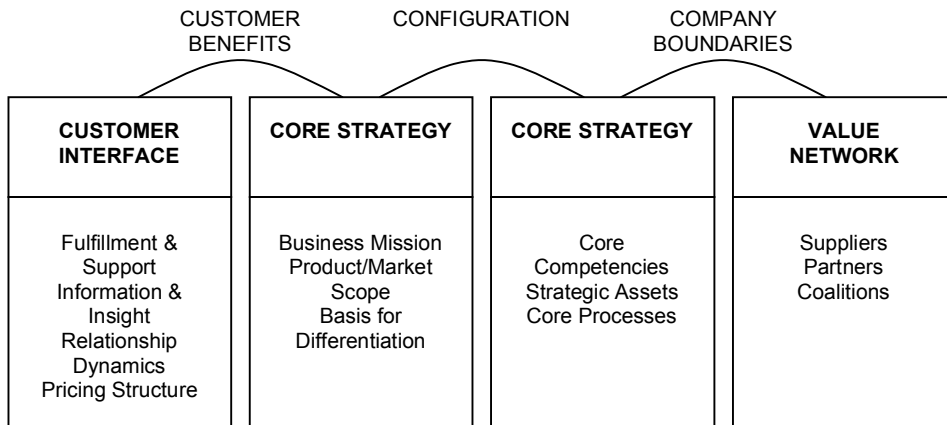 CUSTOMER
BENEFITS
CONFIGURATION
COMPANY
BOUNDARIES
CUSTOMER
INTERFACE
Fulfillment &
Support
Information &
Insight
Relationship
Dynamics
Pricing Structure
CORE STRATEGY
Business Mission
Product/Market
Scope
Basis for
Differentiation
CORE STRATEGY
Core
Competencies
Strategic Assets
Core Processes
VALUE
NETWORK
Suppliers
Partners
Coalitions